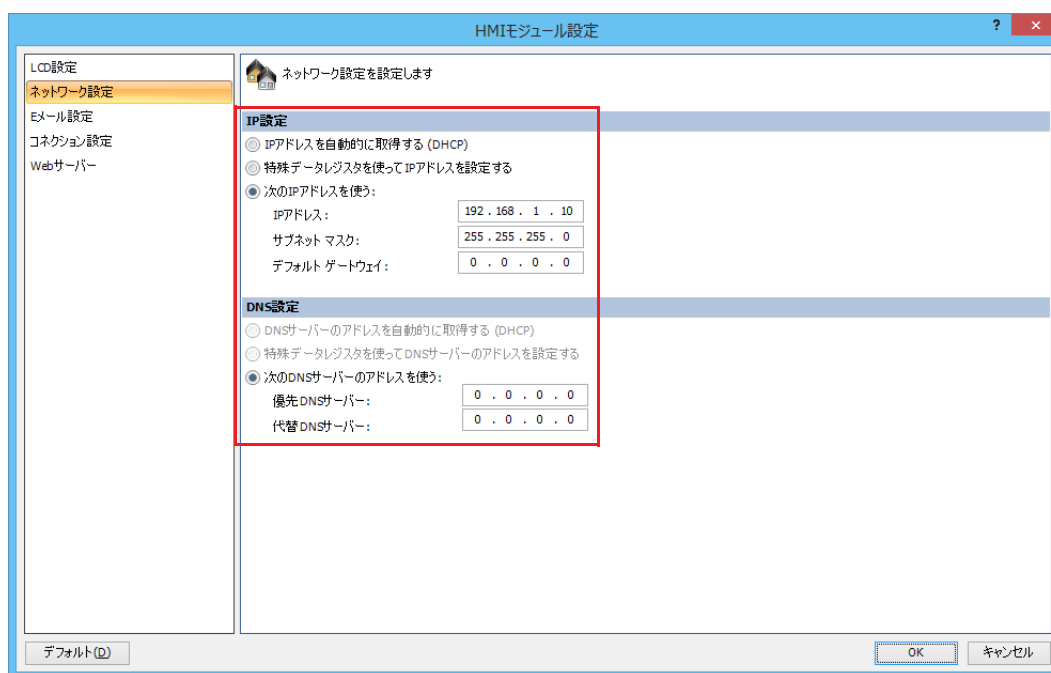 HMIモジュール設定
? ×
LCD設定
ネットワーク設定
Eメール設定
コネクション設定
Webサーバー
ネットワーク設定を設定します
IP設定
IPアドレスを自動的に取得する (DHCP)
特殊データレジスタを使ってIPアドレスを設定する
次のIPアドレスを使う:
IPアドレス: 192 . 168 . 1 . 10
サブネット マスク: 255 . 255 . 255 . 0
デフォルト ゲートウェイ: 0 . 0 . 0 . 0
DNS設定
DNSサーバーのアドレスを自動的に取得する (DHCP)
特殊データレジスタを使ってDNSサーバーのアドレスを設定する
次のDNSサーバーのアドレスを使う:
優先DNSサーバー: 0 . 0 . 0 . 0
代替DNSサーバー: 0 . 0 . 0 . 0
デフォルト(D) OK キャンセル